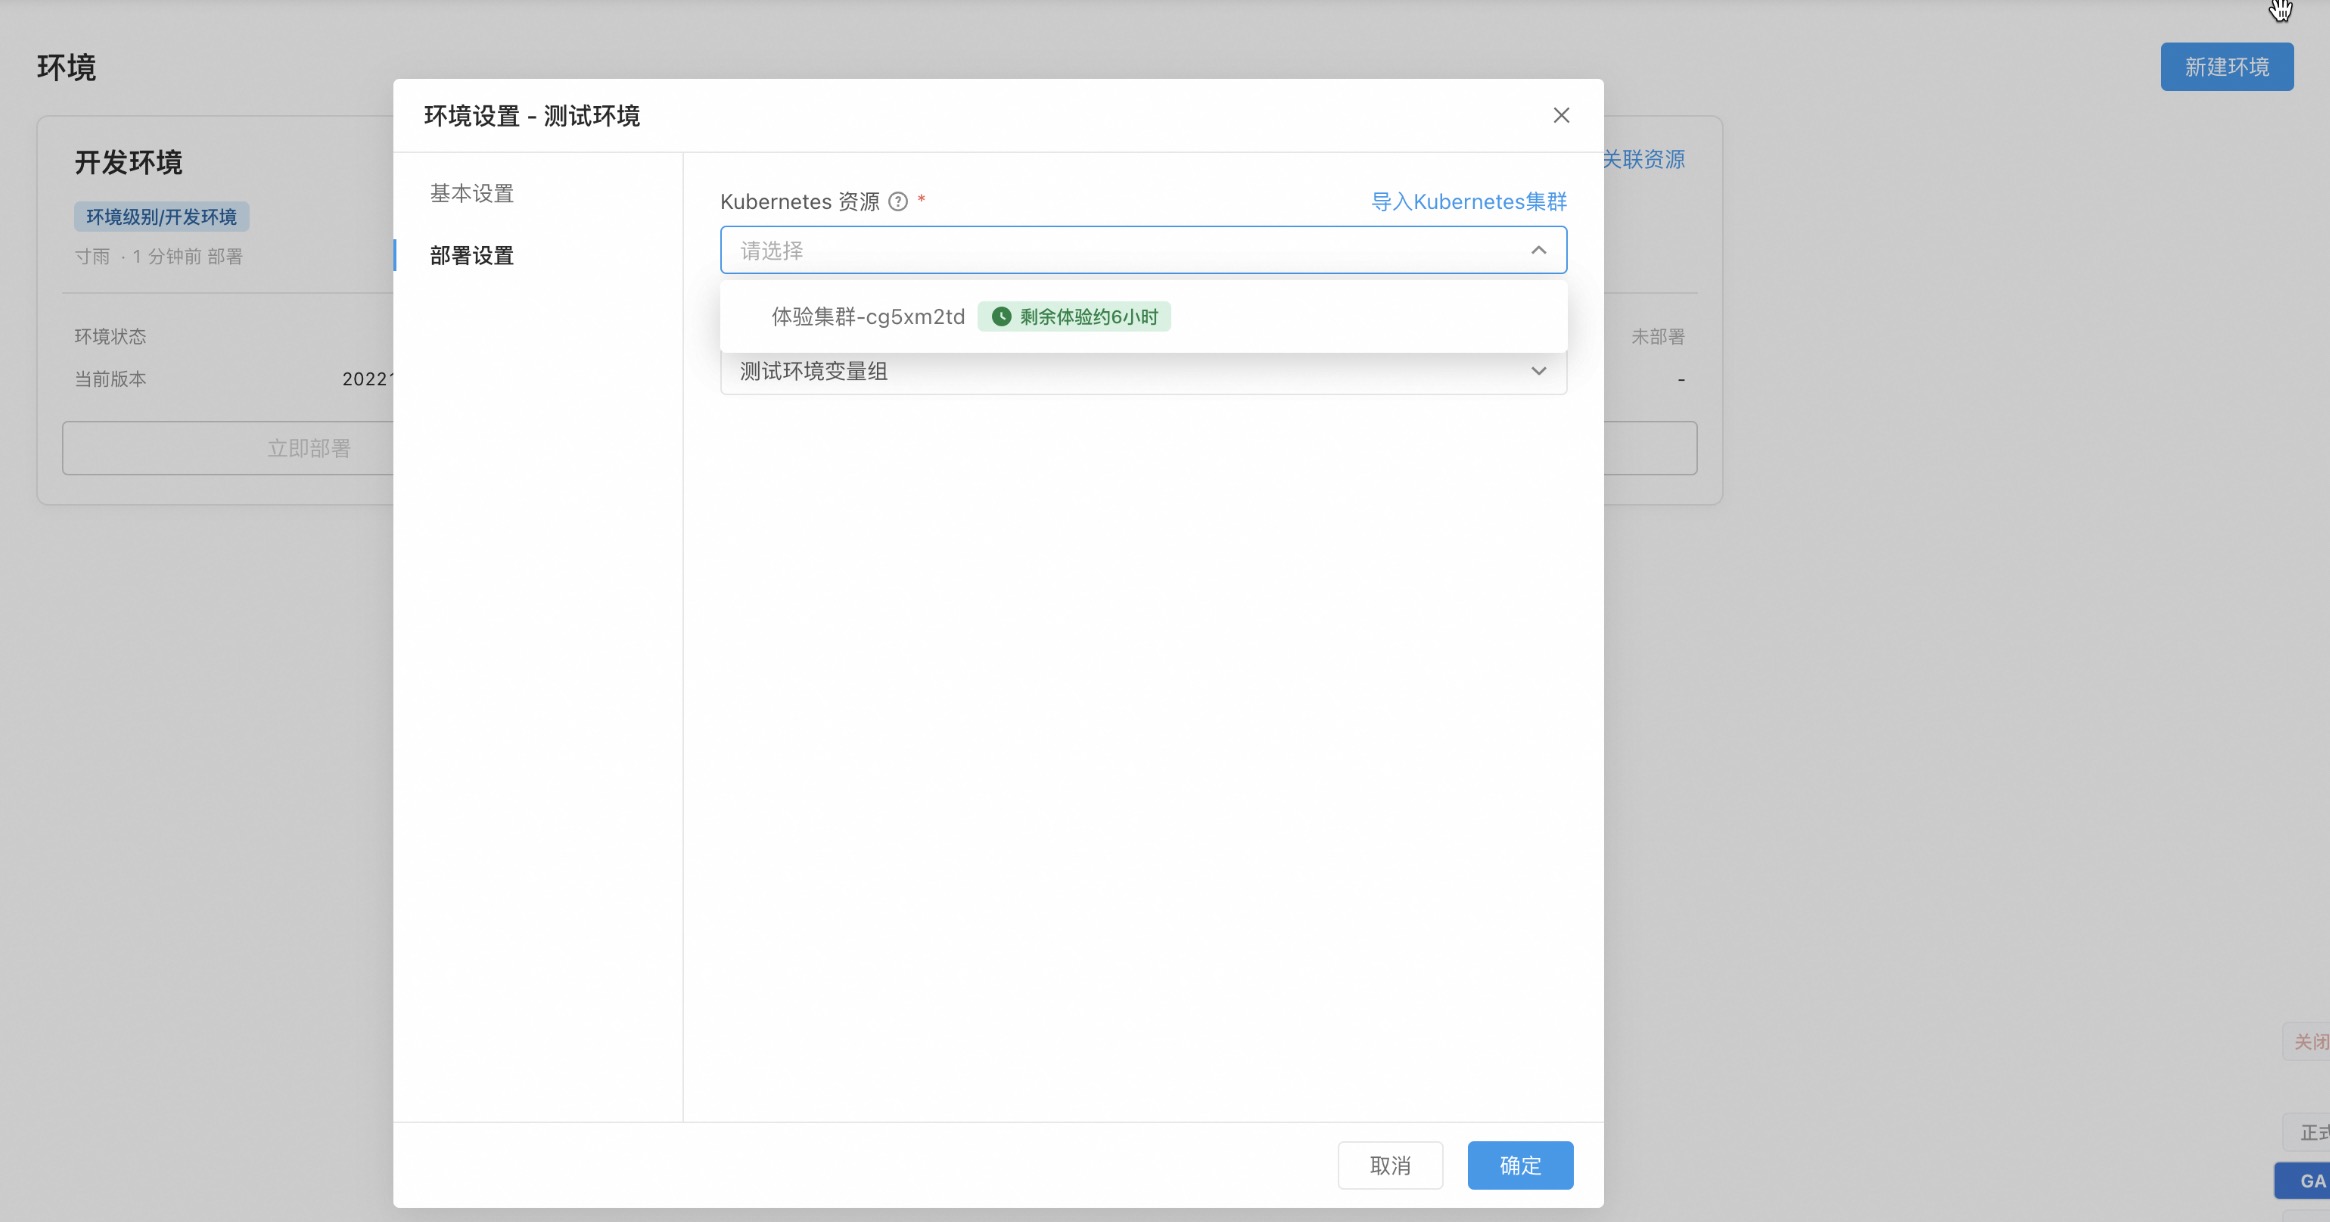 环境
新建环境
开发环境
环境级别/开发环境
寸雨 · 1 分钟前 部署
环境状态
当前版本
立即部署
环境设置 - 测试环境
基本设置
部署设置
Kubernetes 资源 ? *
导入Kubernetes集群
请选择
体验集群-cg5xm2td 剩余体验约6小时
测试环境变量组
取消
确定
关联资源
未部署
-
关闭
GA